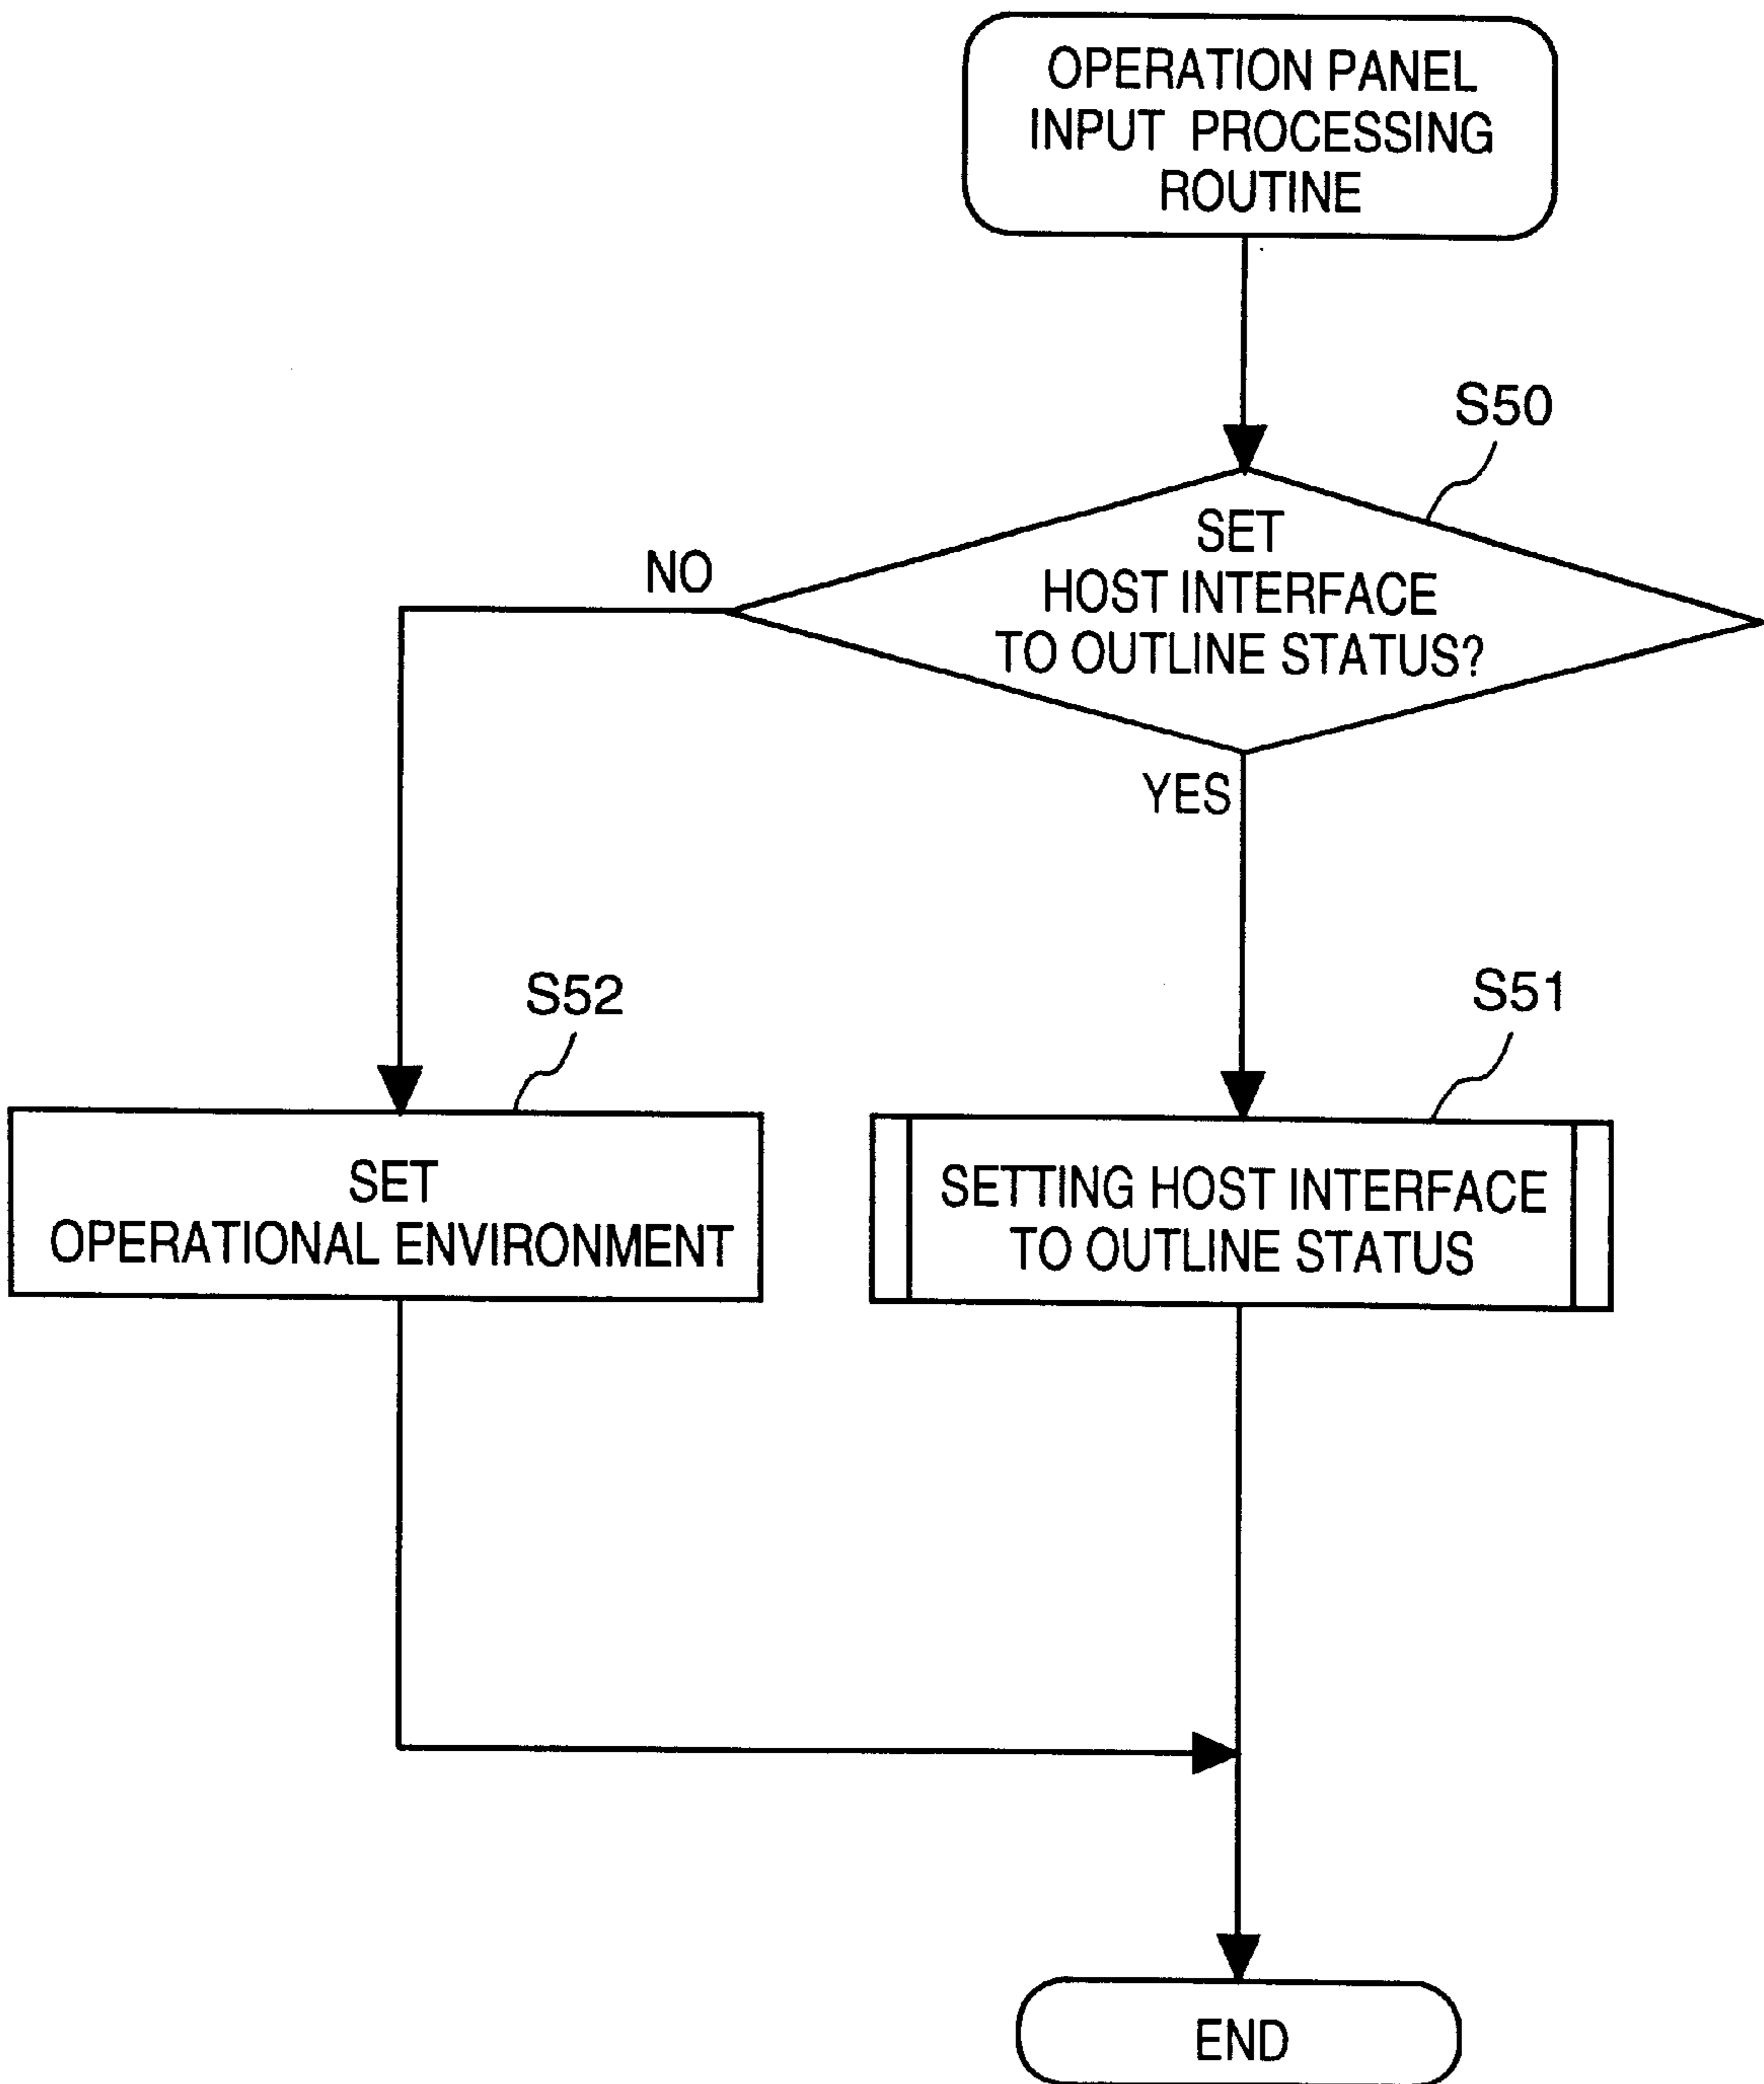 OPERATION PANEL
INPUT PROCESSING
ROUTINE
S50
SET
HOST INTERFACE
TO OUTLINE STATUS?
NO
YES
S52
S51
SET
OPERATIONAL ENVIRONMENT
SETTING HOST INTERFACE
TO OUTLINE STATUS
END